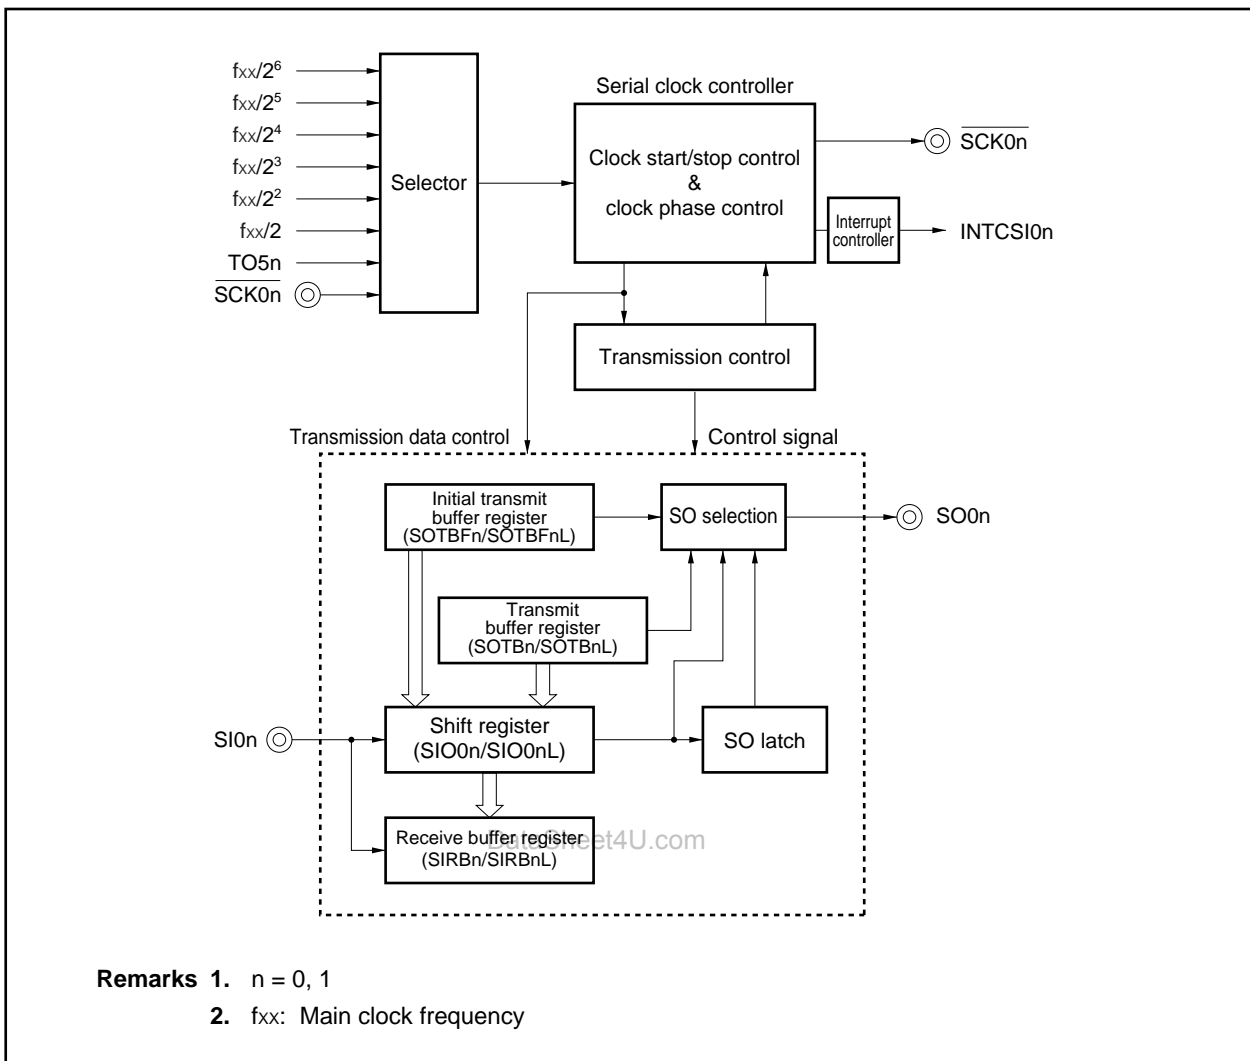 fxx/2⁶
fxx/2⁵
fxx/2⁴
fxx/2³
fxx/2²
fxx/2
TO5n
SCK0n
Selector
Serial clock controller
Clock start/stop control
&
clock phase control
SCK0n
Interrupt
controller
INTCSI0n
Transmission control
Transmission data control
Control signal
Initial transmit
buffer register
(SOTBFn/SOTBFnL)
SO selection
SO0n
Transmit
buffer register
(SOTBn/SOTBnL)
SI0n
Shift register
(SIO0n/SIO0nL)
SO latch
Receive buffer register
(SIRBn/SIRBnL)
DataSheet4U.com
Remarks 1. n = 0, 1
2. fxx: Main clock frequency